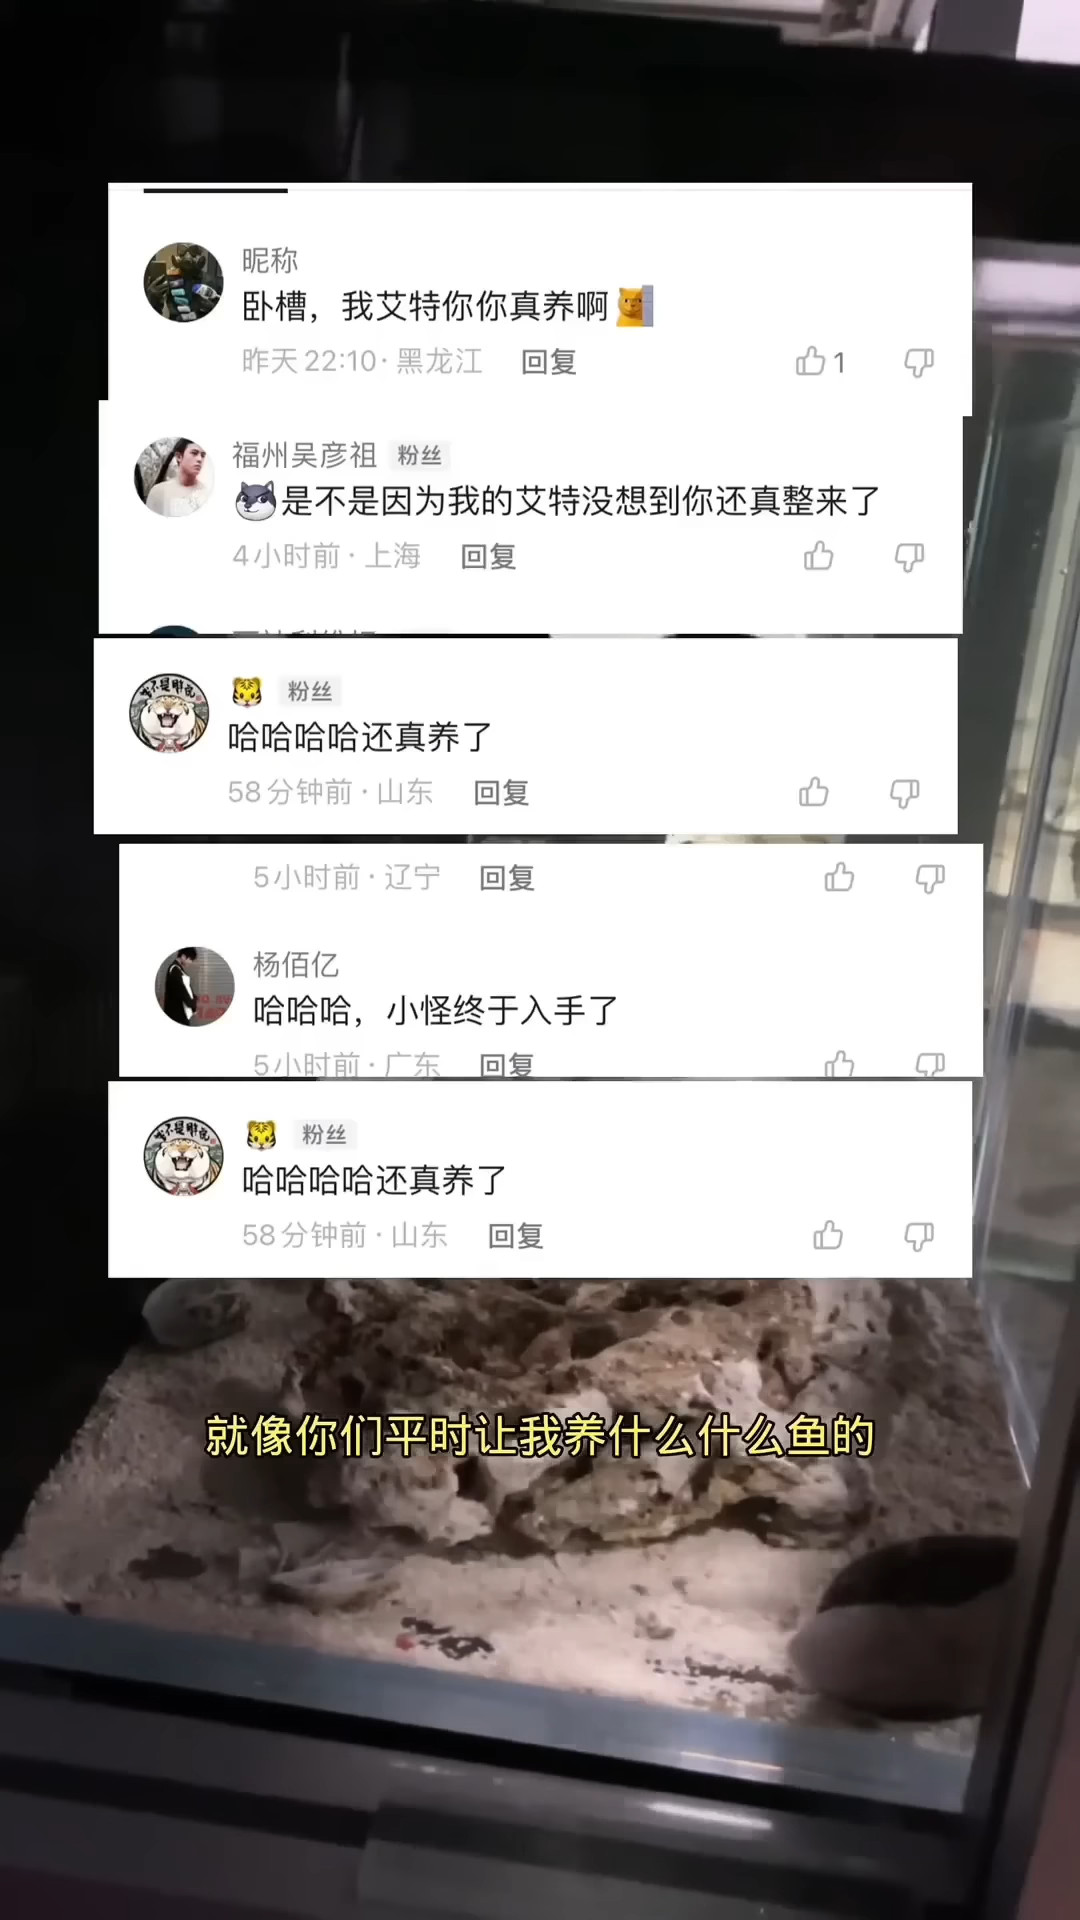 昵称
卧槽，我艾特你你真养啊
昨天 22:10 · 黑龙江 回复 1
福州吴彦祖 粉丝
是不是因为我的艾特没想到你还真整来了
4小时前 · 上海 回复
粉丝
哈哈哈哈还真养了
58分钟前 · 山东 回复
5小时前 · 辽宁 回复
杨佰亿
哈哈哈，小怪终于入手了
5小时前 · 广东 回复
粉丝
哈哈哈哈还真养了
58分钟前 · 山东 回复
就像你们平时让我养什么什么鱼的